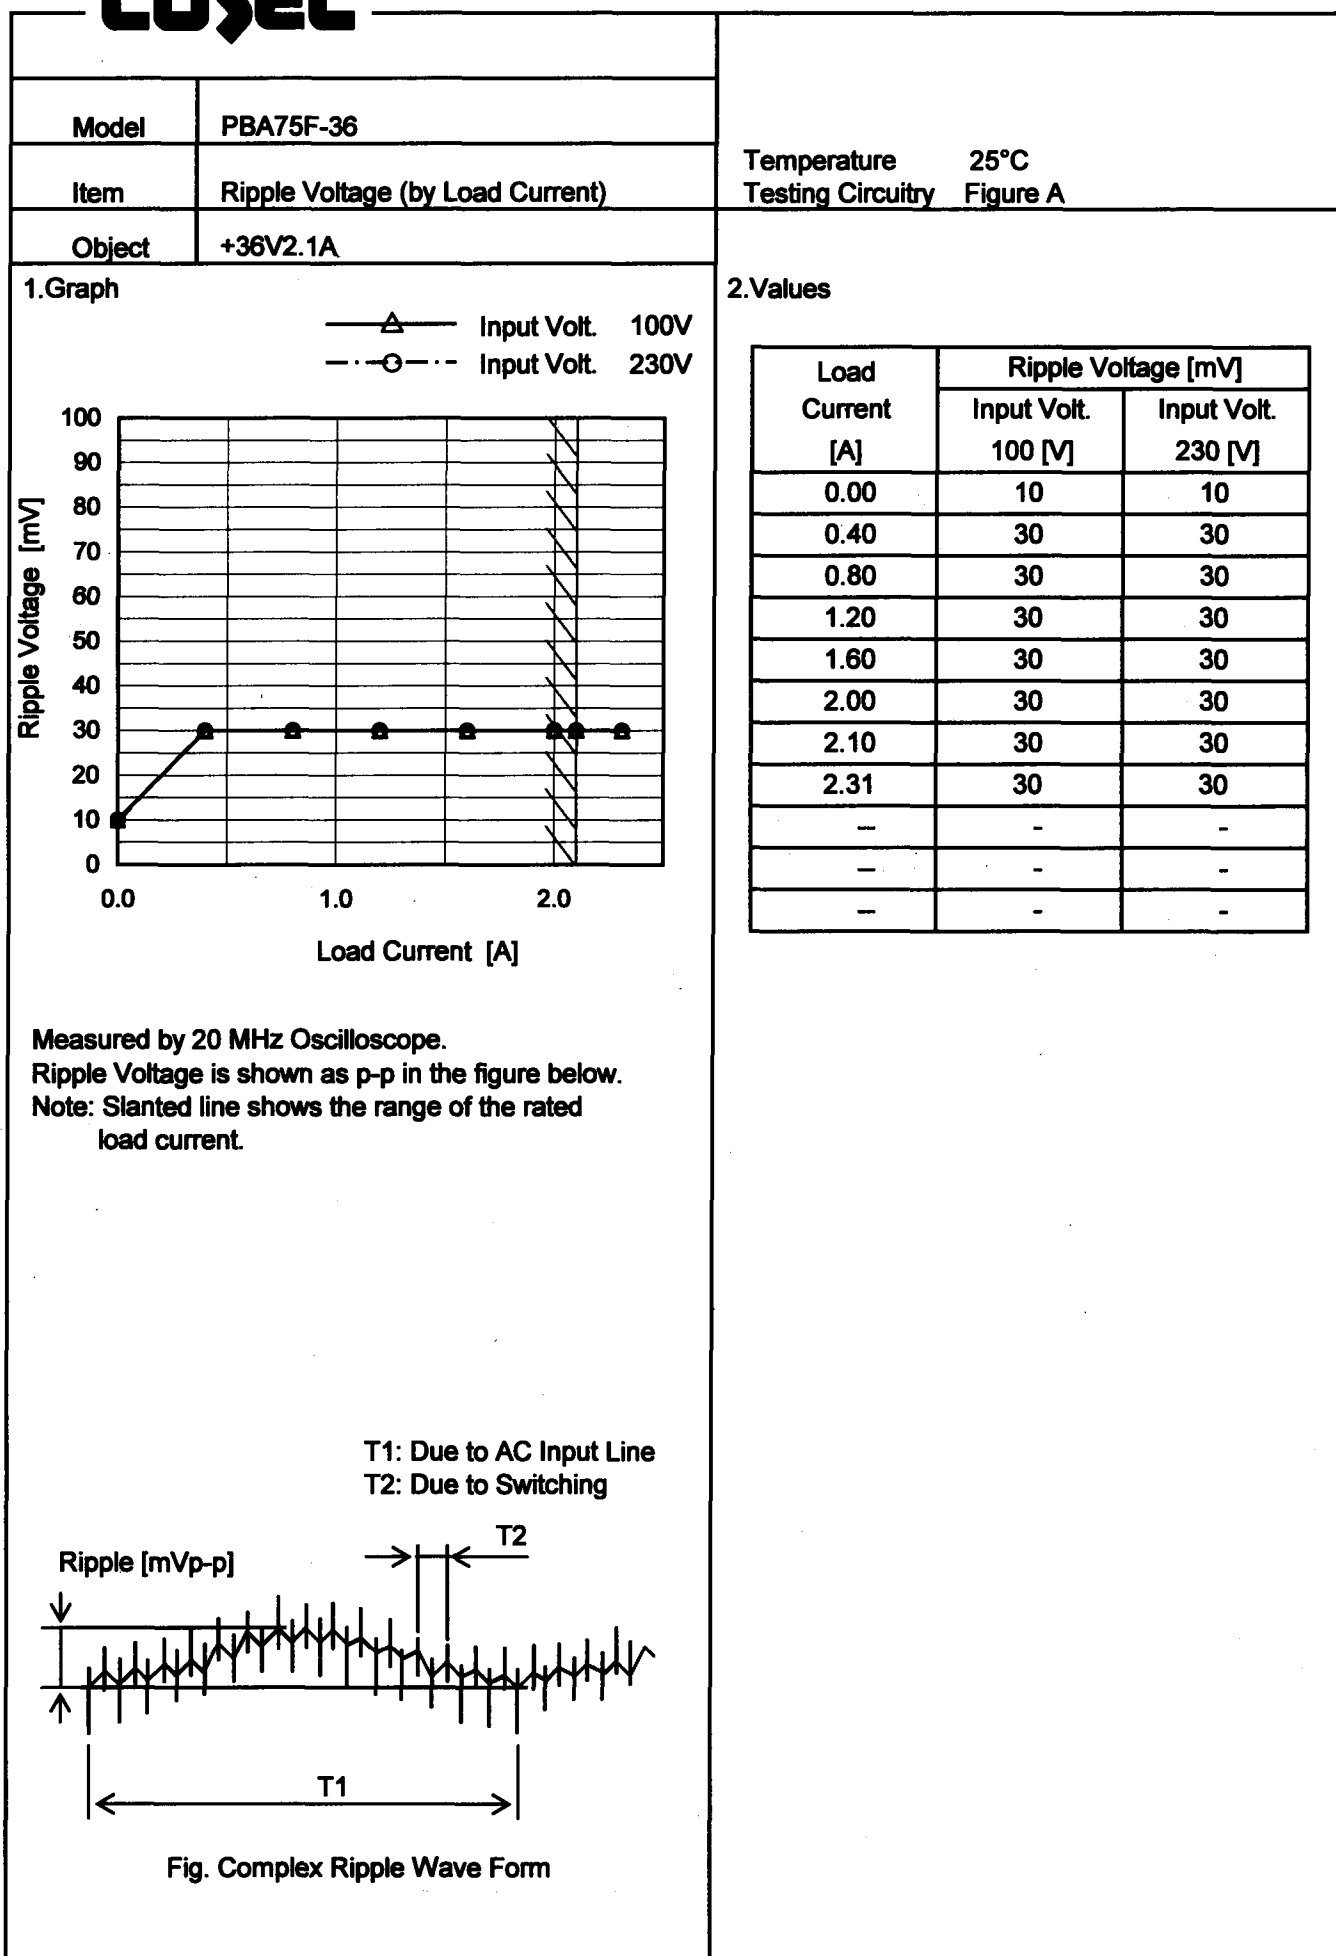 COSEL
Model PBA75F-36
Item Ripple Voltage (by Load Current)
Object +36V2.1A
Temperature 25°C
Testing Circuitry Figure A
1.Graph
Input Volt. 100V
Input Volt. 230V
100
90
80
70
60
50
40
30
20
10
0
Ripple Voltage [mV]
0.0 1.0 2.0
Load Current [A]
Measured by 20 MHz Oscilloscope.
Ripple Voltage is shown as p-p in the figure below.
Note: Slanted line shows the range of the rated
load current.
T1: Due to AC Input Line
T2: Due to Switching
T2
Ripple [mVp-p]
T1
Fig. Complex Ripple Wave Form
2.Values
Load Ripple Voltage [mV]
Current Input Volt. Input Volt.
[A] 100 [V] 230 [V]
0.00 10 10
0.40 30 30
0.80 30 30
1.20 30 30
1.60 30 30
2.00 30 30
2.10 30 30
2.31 30 30
-- - -
-- - -
-- - -